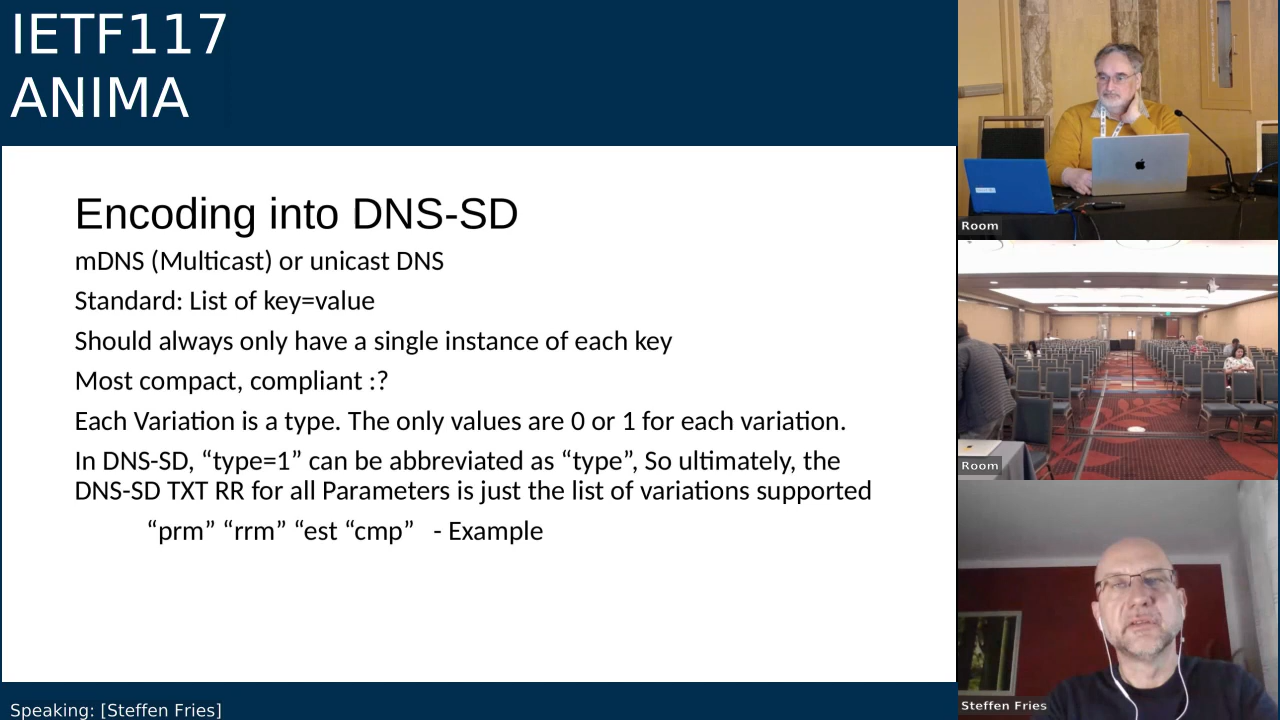 IETF117
ANIMA
Encoding into DNS-SD
mDNS (Multicast) or unicast DNS
Standard: List of key=value
Should always only have a single instance of each key
Most compact, compliant :?
Each Variation is a type. The only values are 0 or 1 for each variation.
In DNS-SD, “type=1” can be abbreviated as “type”, So ultimately, the
DNS-SD TXT RR for all Parameters is just the list of variations supported
“prm” “rrm” “est “cmp”   - Example
Room
Room
Steffen Fries
Speaking: [Steffen Fries]